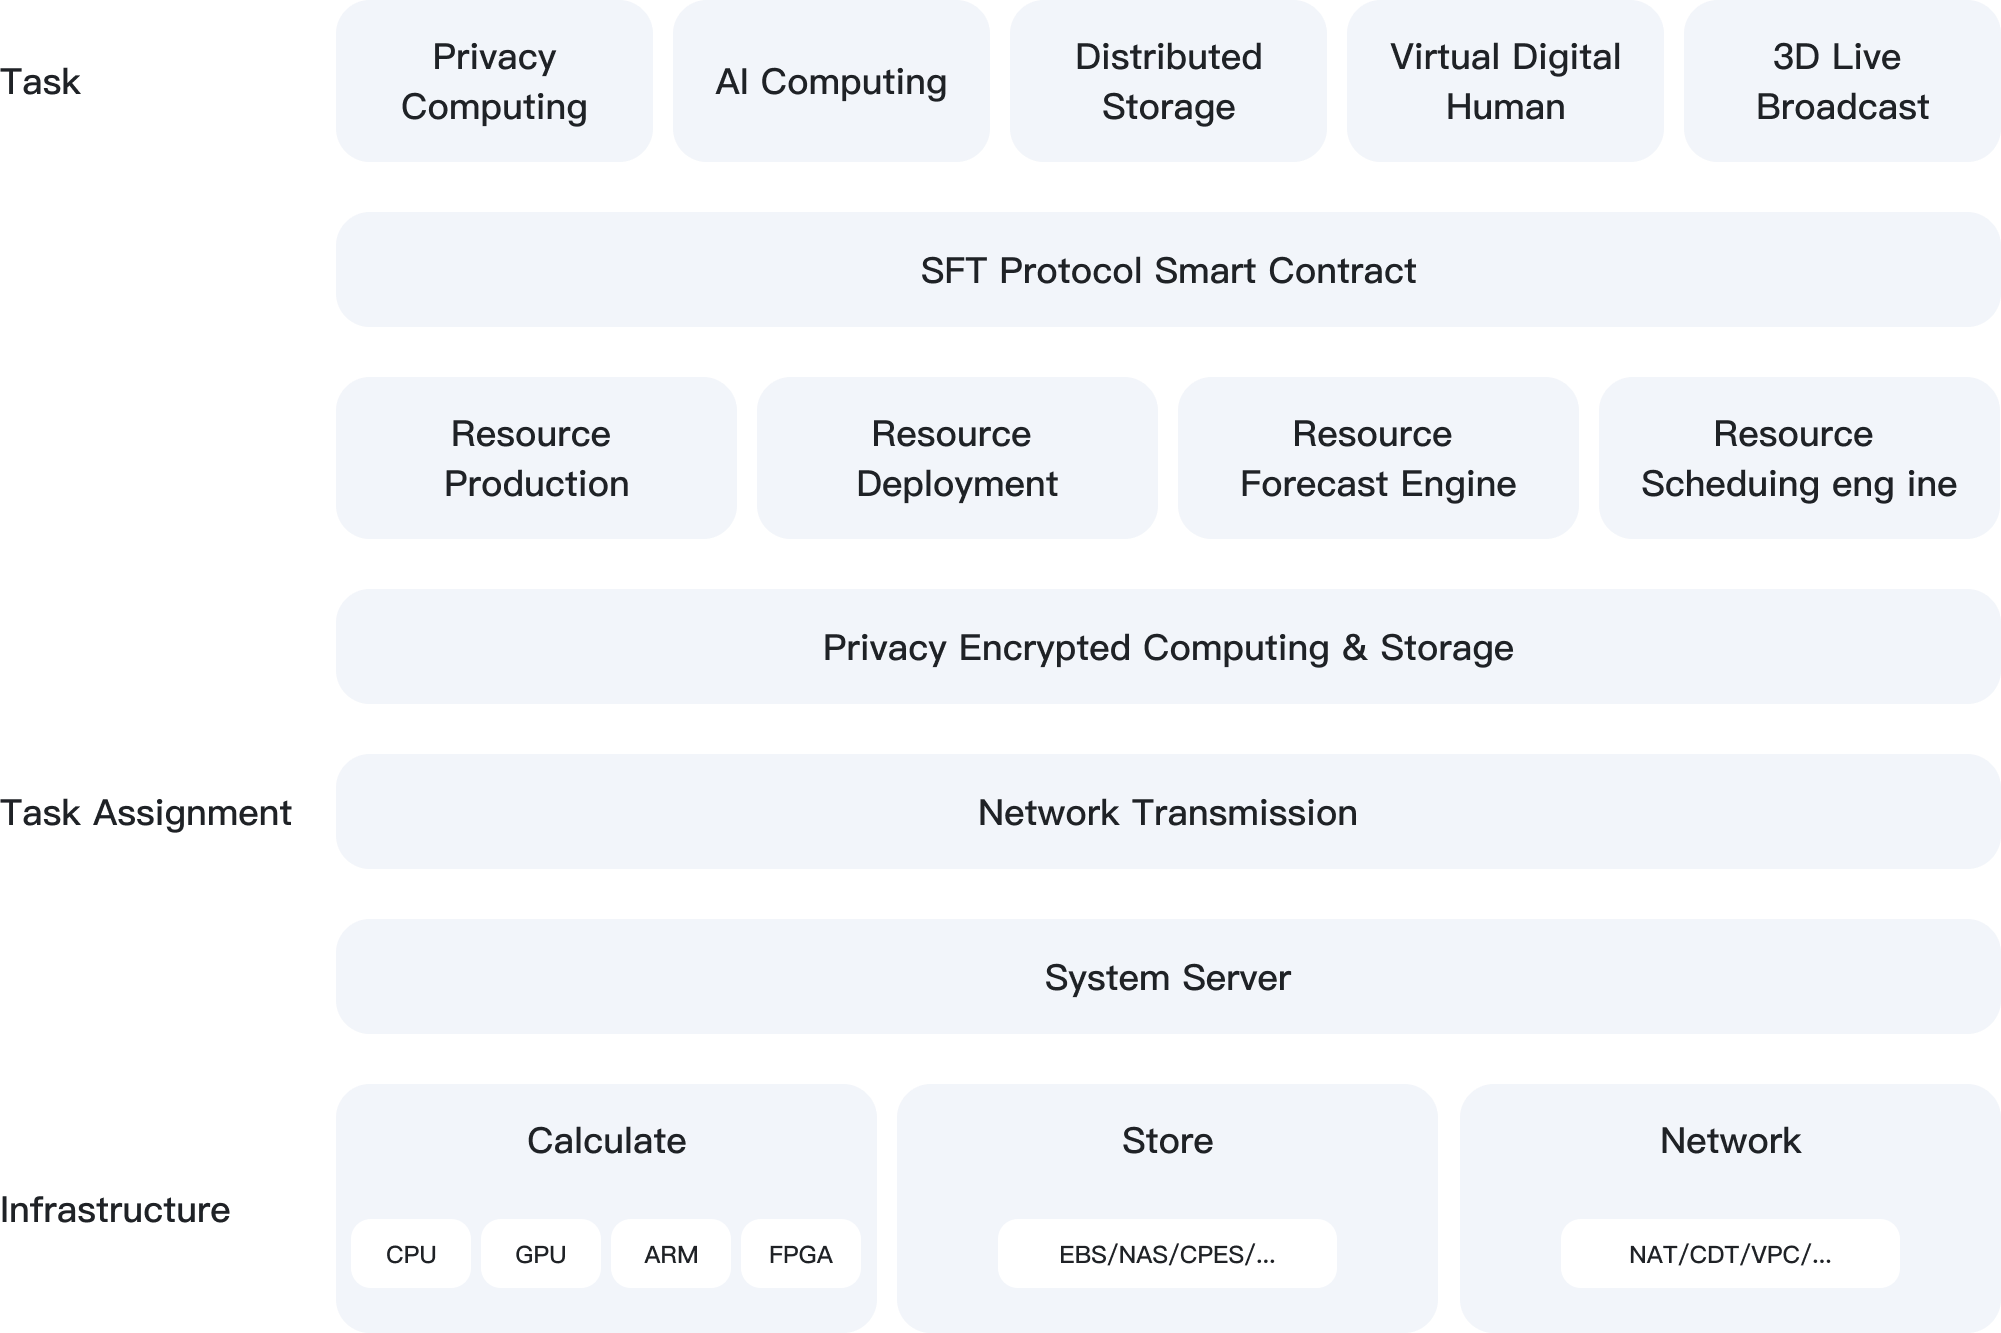 Task
Privacy
Computing
AI Computing
Distributed
Storage
Virtual Digital
Human
3D Live
Broadcast
SFT Protocol Smart Contract
Resource
Production
Resource
Deployment
Resource
Forecast Engine
Resource
Scheduing eng ine
Privacy Encrypted Computing & Storage
Task Assignment
Network Transmission
System Server
Infrastructure
Calculate
CPU
GPU
ARM
FPGA
Store
EBS/NAS/CPES/...
Network
NAT/CDT/VPC/...